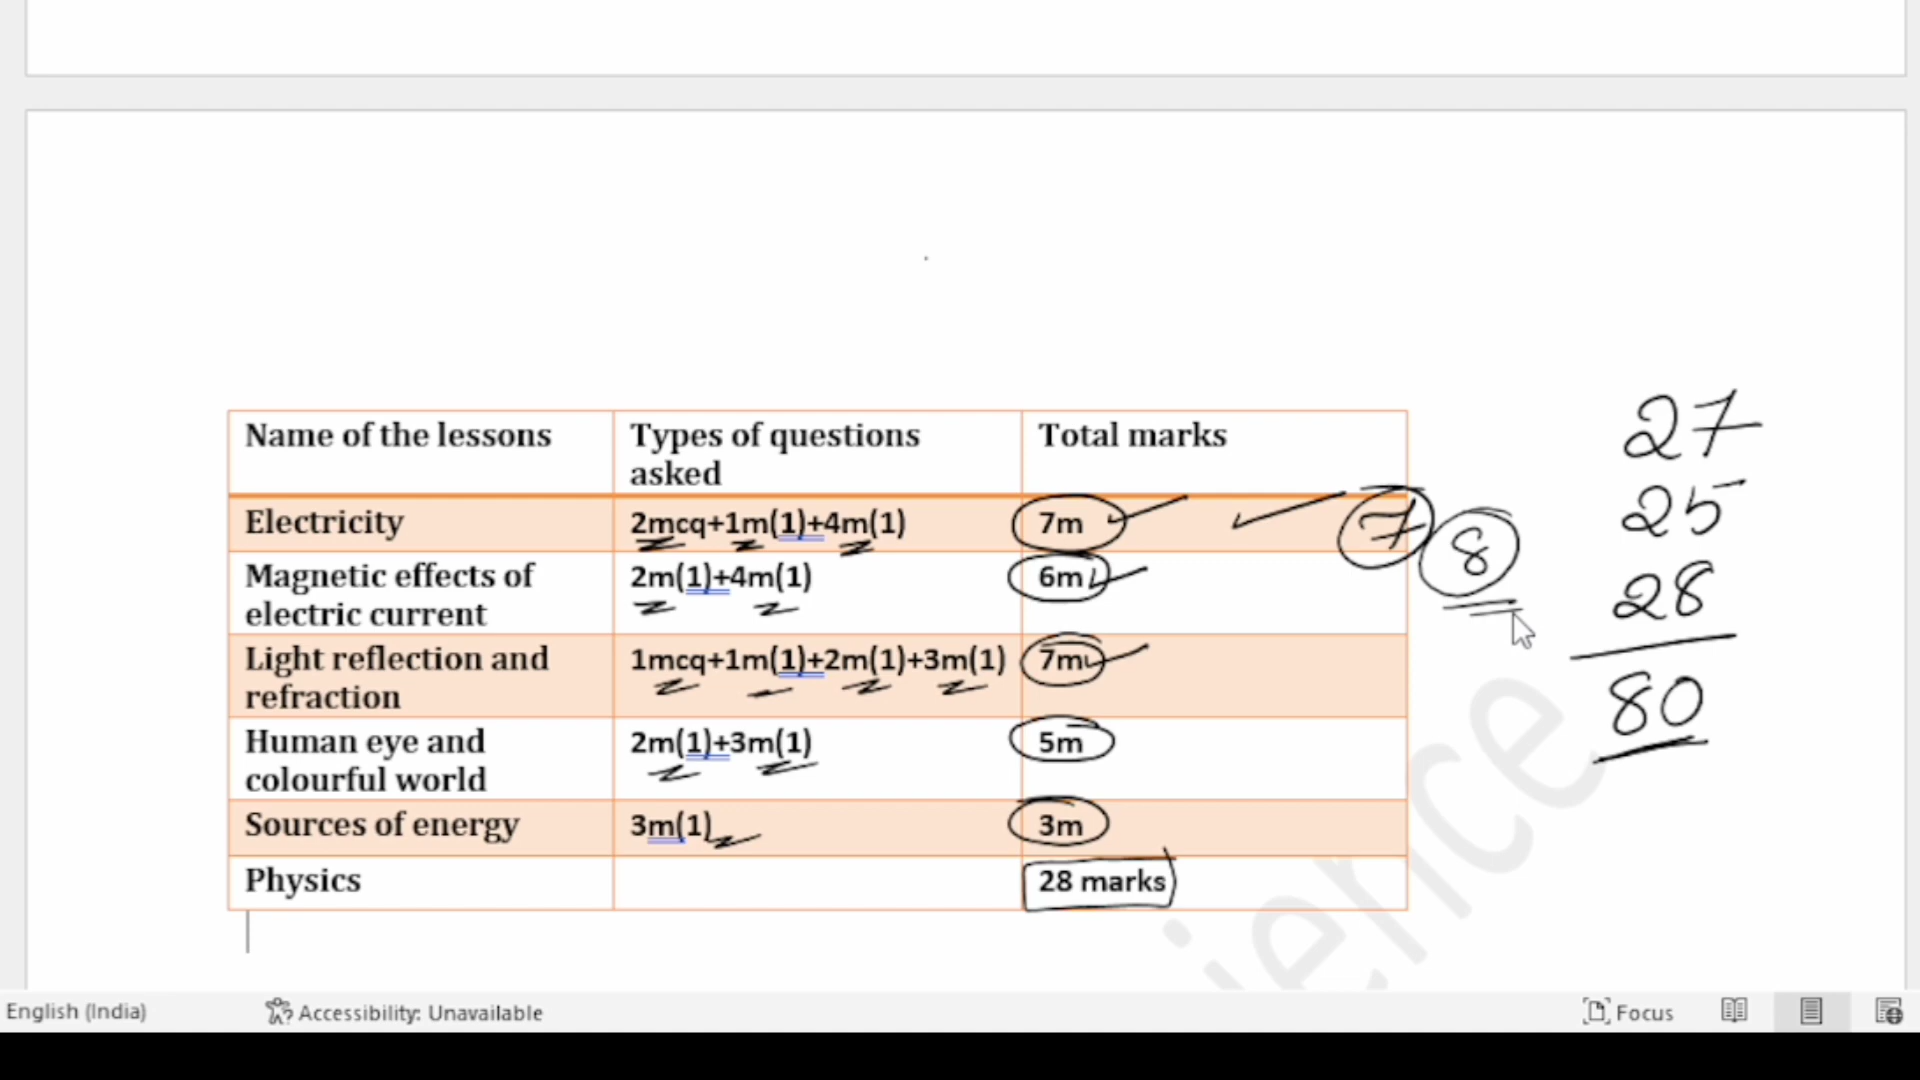 Name of the lessons
Types of questions
asked
Total marks
Electricity
2mcq+1m(1)+4m(1)
7m
7
8
Magnetic effects of
electric current
2m(1)+4m(1)
6m
Light reflection and
refraction
1mcq+1m(1)+2m(1)+3m(1)
7m
Human eye and
colourful world
2m(1)+3m(1)
5m
Sources of energy
3m(1)
3m
Physics
28 marks
27
25
28
80
English (India)
Accessibility: Unavailable
Focus